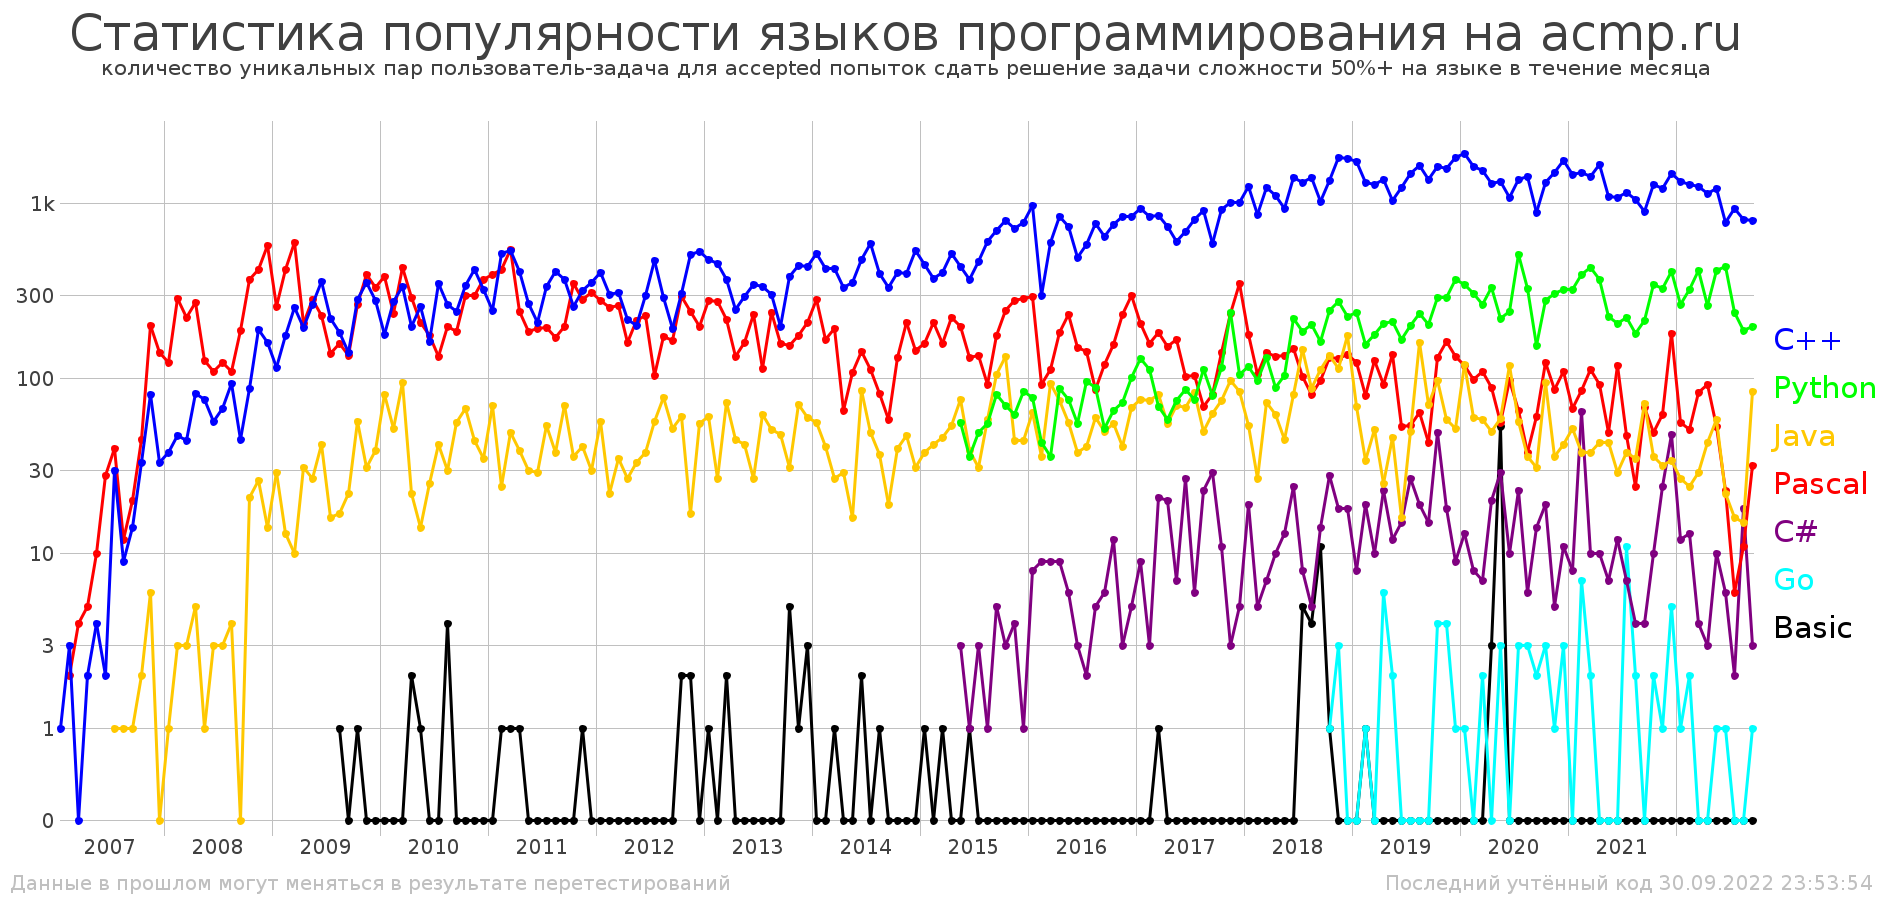 Статистика популярности языков программирования на acmp.ru
количество уникальных пар пользователь-задача для accepted попыток сдать решение задачи сложности 50%+ на языке в течение месяца
1k
300
100
30
10
3
1
0
C++
Python
Java
Pascal
C#
Go
Basic
2007 2008 2009 2010 2011 2012 2013 2014 2015 2016 2017 2018 2019 2020 2021
Данные в прошлом могут меняться в результате перетестирований
Последний учтённый код 30.09.2022 23:53:54